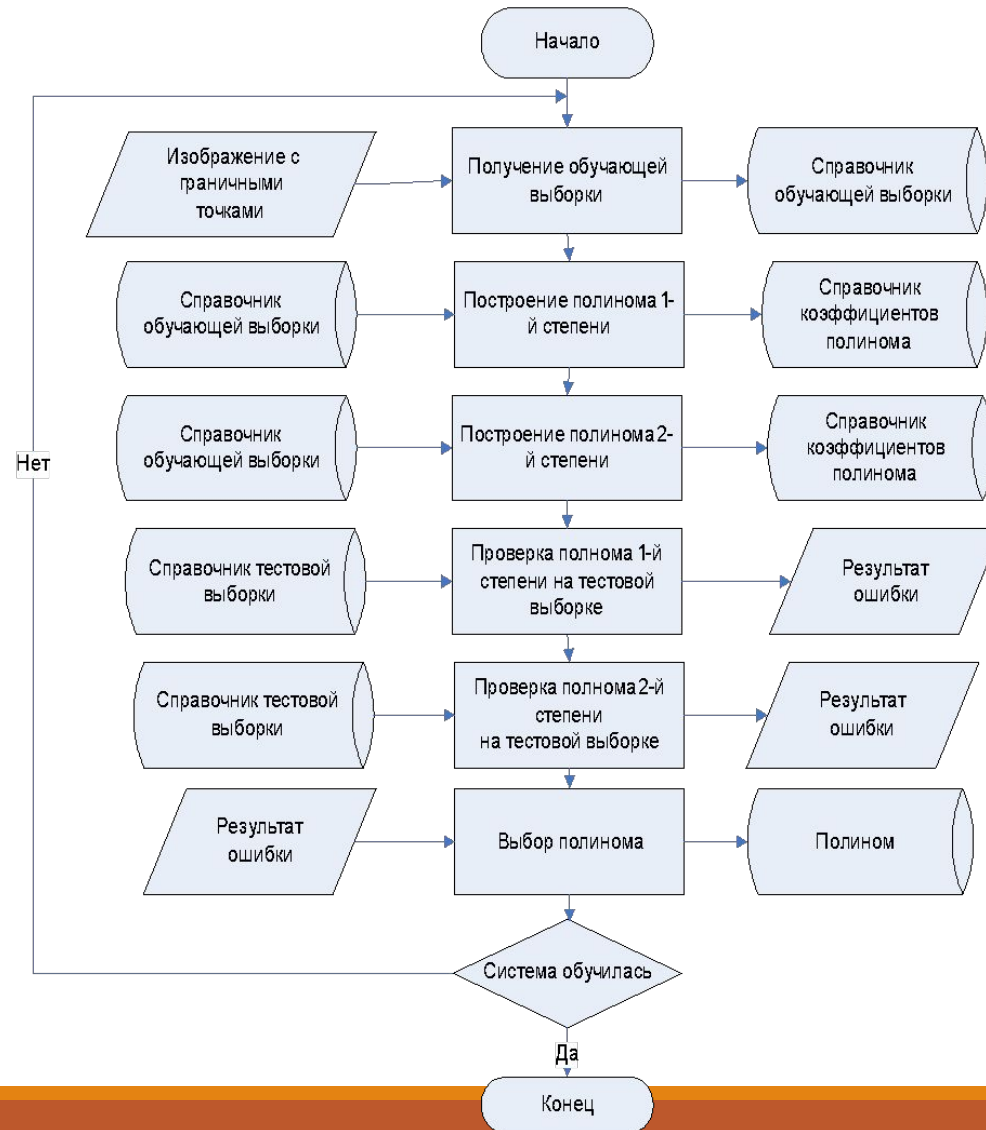 Начало
Изображение с
граничными
точками
Получение обучающей
выборки
Справочник
обучающей выборки
Справочник
обучающей выборки
Построение полинома 1-
й степени
Справочник
коэффициентов
полинома
Справочник
обучающей выборки
Построение полинома 2-
й степени
Справочник
коэффициентов
полинома
Нет
Справочник тестовой
выборки
Проверка полнома 1-й
степени на тестовой
выборке
Результат
ошибки
Справочник тестовой
выборки
Проверка полнома 2-й
степени
на тестовой выборке
Результат
ошибки
Результат
ошибки
Выбор полинома
Полином
Система обучилась
Да
Конец